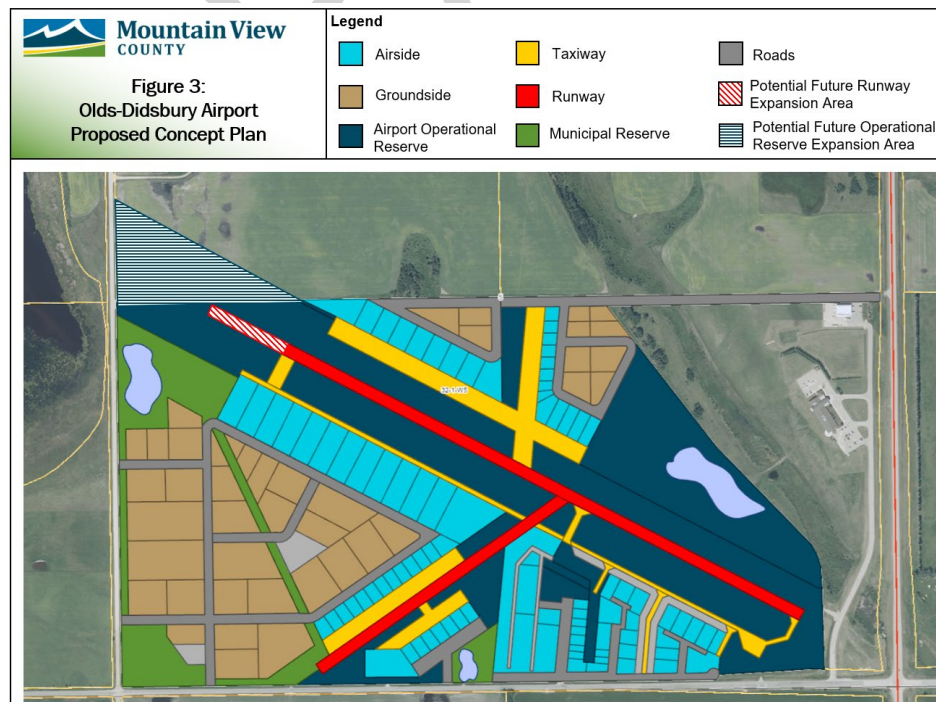 Mountain View
COUNTY
Figure 3:
Olds-Didsbury Airport
Proposed Concept Plan
Legend
Airside
Groundside
Airport Operational
Reserve
Taxiway
Runway
Municipal Reserve
Roads
Potential Future Runway
Expansion Area
Potential Future Operational
Reserve Expansion Area